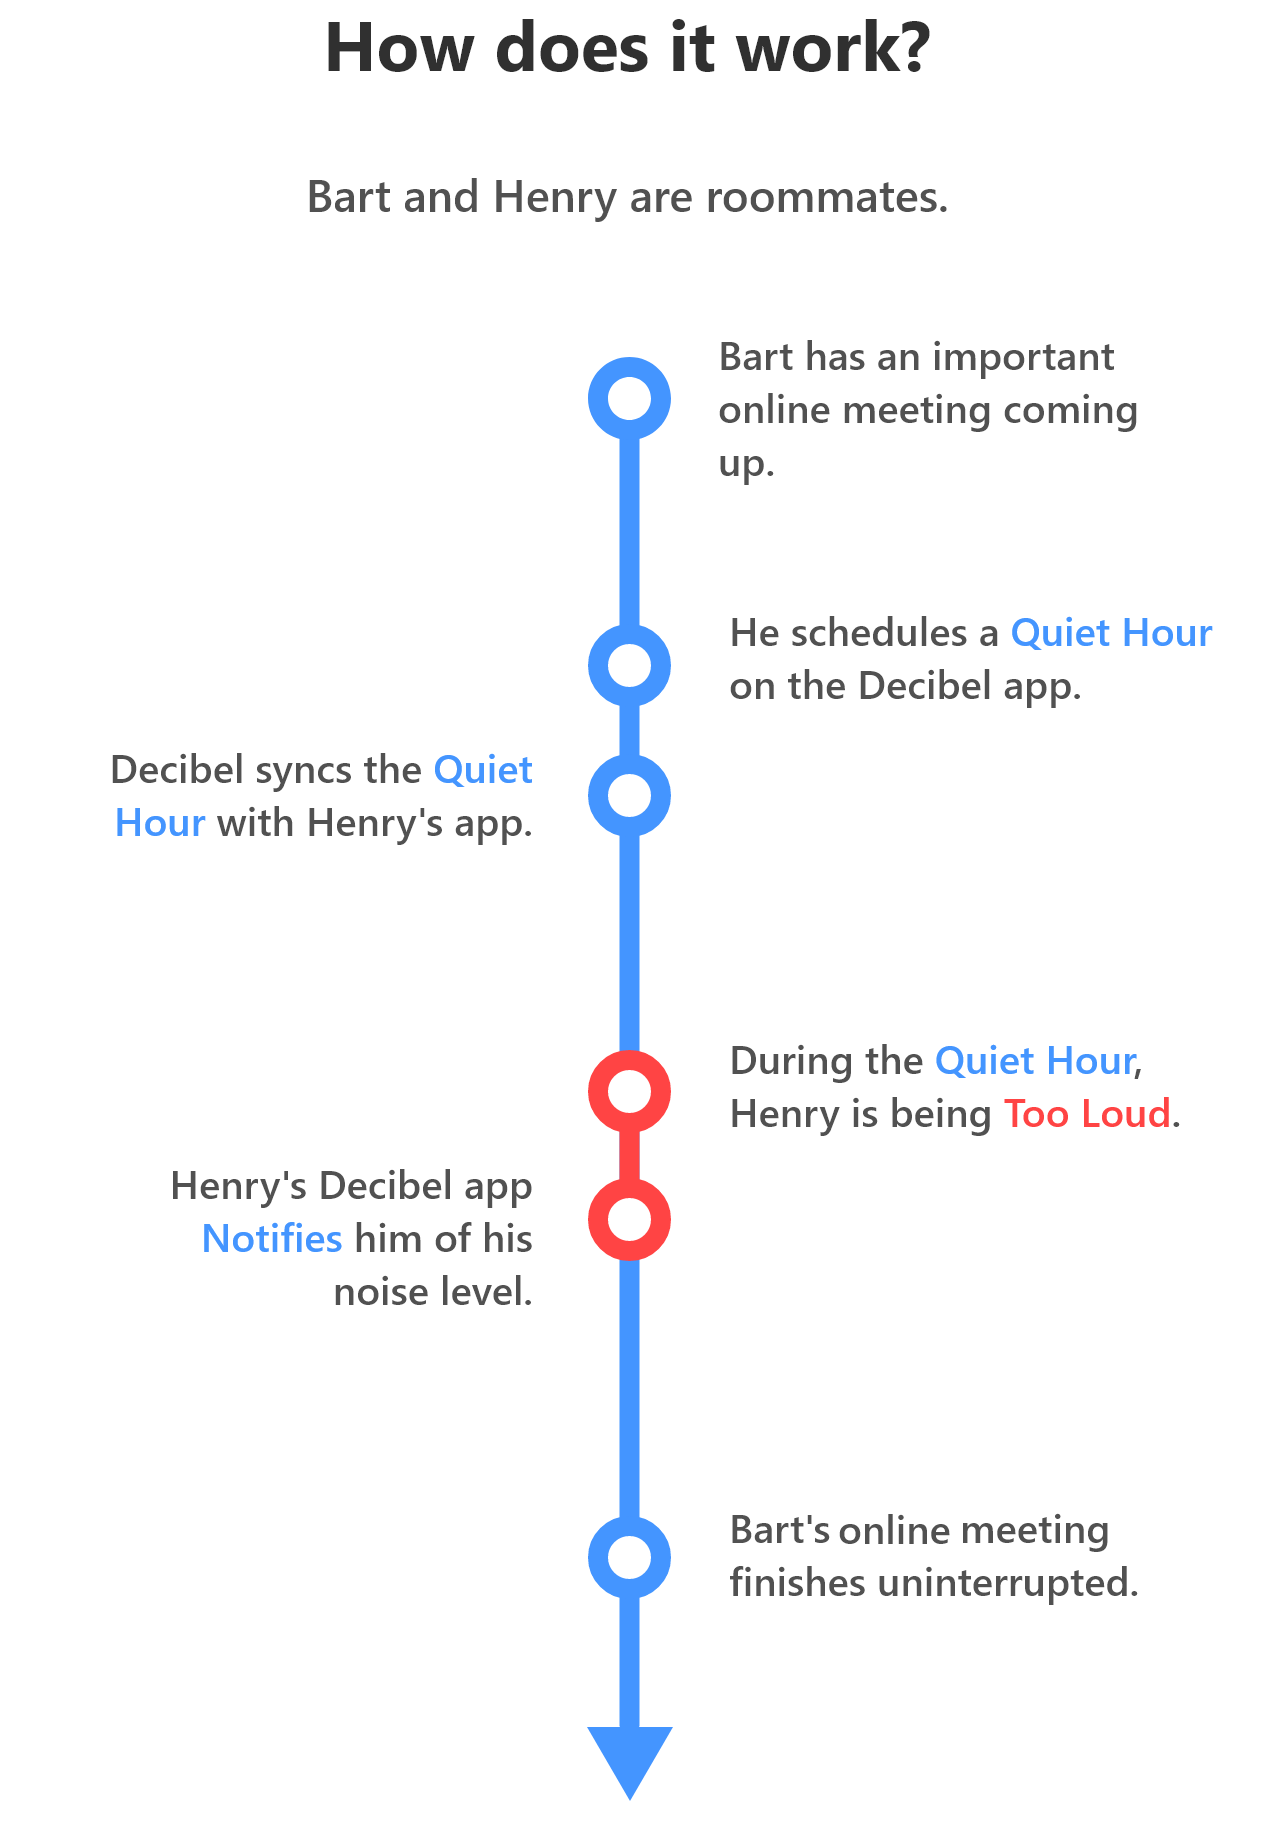 How does it work?
Bart and Henry are roommates.
Bart has an important
online meeting coming
up.
He schedules a Quiet Hour
on the Decibel app.
Decibel syncs the Quiet
Hour with Henry's app.
During the Quiet Hour,
Henry is being Too Loud.
Henry's Decibel app
Notifies him of his
noise level.
Bart's online meeting
finishes uninterrupted.